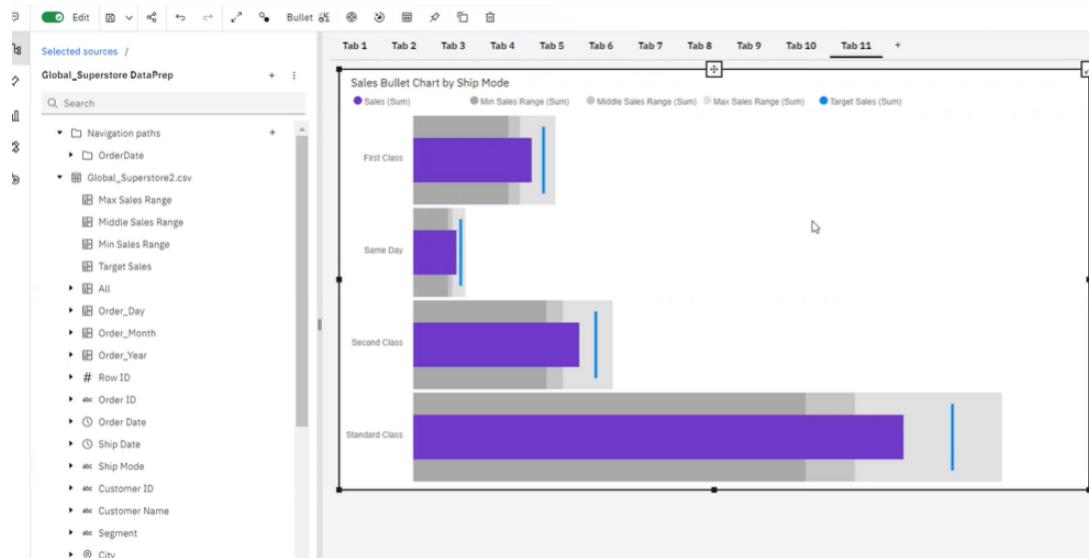 Edit
Bullet
Selected sources /
Global_Superstore DataPrep
Search
Navigation paths
OrderDate
Global_Superstore2.csv
Max Sales Range
Middle Sales Range
Min Sales Range
Target Sales
All
Order_Day
Order_Month
Order_Year
# Row ID
abc Order ID
Order Date
Ship Date
abc Ship Mode
abc Customer ID
abc Customer Name
abc Segment
City
Tab 1 Tab 2 Tab 3 Tab 4 Tab 5 Tab 6 Tab 7 Tab 8 Tab 9 Tab 10 Tab 11 +
Sales Bullet Chart by Ship Mode
Sales (Sum) Min Sales Range (Sum) Middle Sales Range (Sum) Max Sales Range (Sum) Target Sales (Sum)
First Class
Same Day
Second Class
Standard Class